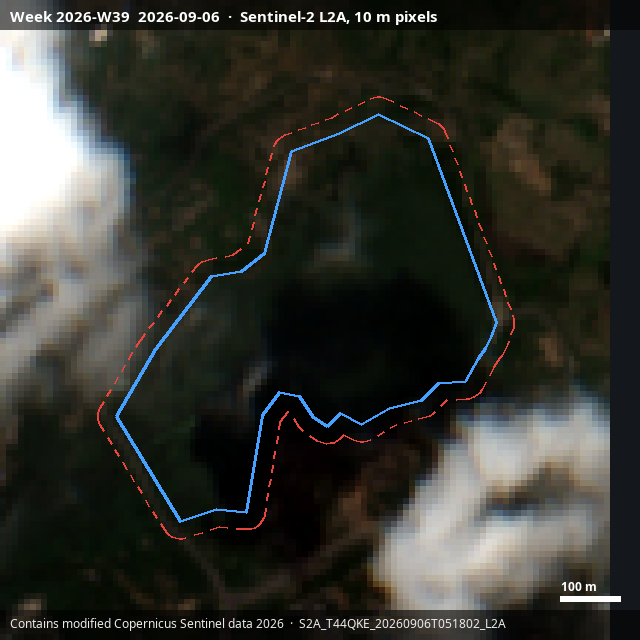 Week 2026-W39  2026-09-06  ·  Sentinel-2 L2A, 10 m pixels
100 m
Contains modified Copernicus Sentinel data 2026  ·  S2A_T44QKE_20260906T051802_L2A